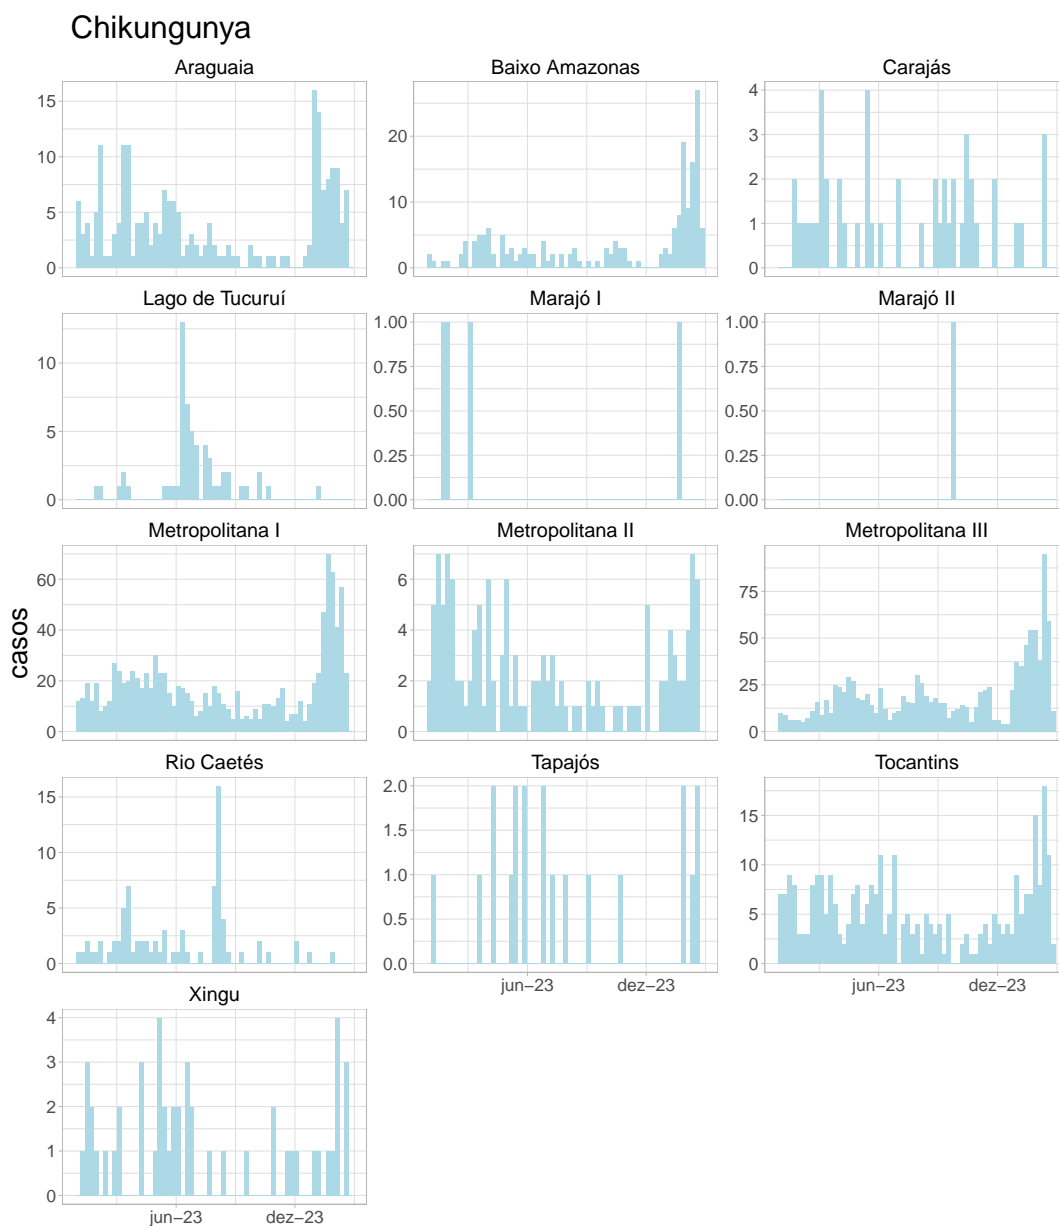 Chikungunya
Araguaia
Baixo Amazonas
Carajás
15
10
5
0
20
10
0
4
3
2
1
0
Lago de Tucuruí
Marajó I
Marajó II
10
5
0
1.00
0.75
0.50
0.25
0.00
1.00
0.75
0.50
0.25
0.00
Metropolitana I
Metropolitana II
Metropolitana III
60
40
20
0
6
4
2
0
75
50
25
0
casos
Rio Caetés
Tapajós
Tocantins
15
10
5
0
2.0
1.5
1.0
0.5
0.0
15
10
5
0
jun−23
dez−23
jun−23
dez−23
Xingu
4
3
2
1
0
jun−23
dez−23